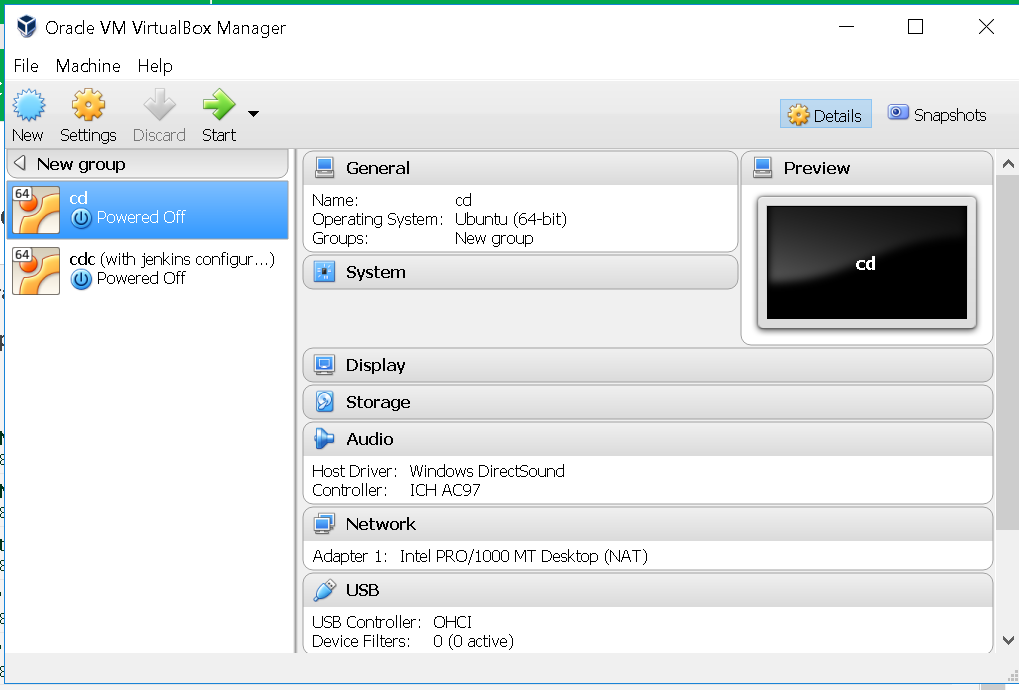 Oracle VM VirtualBox Manager
File Machine Help
New Settings Discard Start Details Snapshots
New group
64 cd
Powered Off
64 cdc (with jenkins configur...)
Powered Off
General
Name: cd
Operating System: Ubuntu (64-bit)
Groups: New group
System
Preview
cd
Display
Storage
Audio
Host Driver: Windows DirectSound
Controller: ICH AC97
Network
Adapter 1: Intel PRO/1000 MT Desktop (NAT)
USB
USB Controller: OHCI
Device Filters: 0 (0 active)